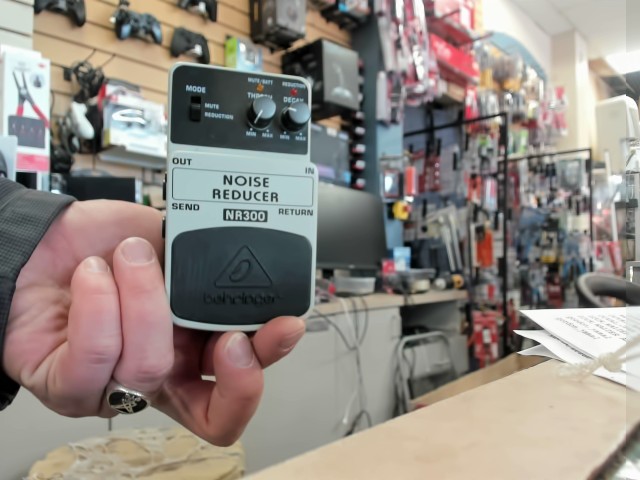 MUTE/BATT REDUCTION
MODE
THRESH DECAY
MUTE
REDUCTION
MIN MAX MIN MAX
OUT
IN
NOISE
REDUCER
SEND
RETURN
NR300
behringer